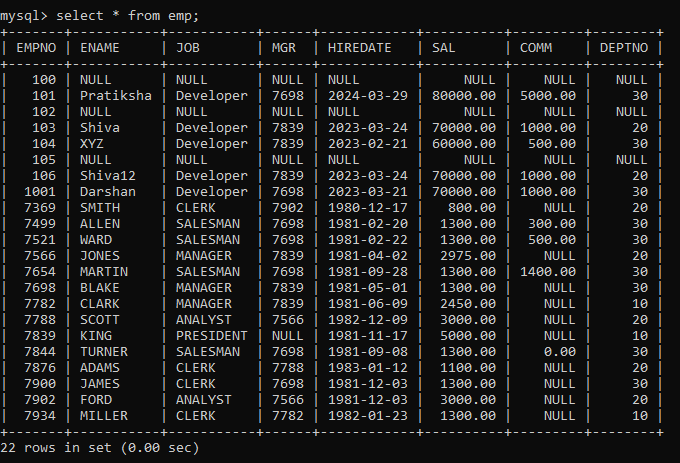 mysql> select * from emp;
+-------+-----------+-----------+------+------------+----------+---------+--------+
| EMPNO | ENAME     | JOB       | MGR  | HIREDATE   | SAL      | COMM    | DEPTNO |
+-------+-----------+-----------+------+------------+----------+---------+--------+
|   100 | NULL      | NULL      | NULL | NULL       |     NULL |    NULL |   NULL |
|   101 | Pratiksha | Developer | 7698 | 2024-03-29 | 80000.00 | 5000.00 |     30 |
|   102 | NULL      | NULL      | NULL | NULL       |     NULL |    NULL |   NULL |
|   103 | Shiva     | Developer | 7839 | 2023-03-24 | 70000.00 | 1000.00 |     20 |
|   104 | XYZ       | Developer | 7839 | 2023-02-21 | 60000.00 |  500.00 |     30 |
|   105 | NULL      | NULL      | NULL | NULL       |     NULL |    NULL |   NULL |
|   106 | Shiva12   | Developer | 7839 | 2023-03-24 | 70000.00 | 1000.00 |     20 |
|  1001 | Darshan   | Developer | 7698 | 2023-03-21 | 70000.00 | 1000.00 |     30 |
|  7369 | SMITH     | CLERK     | 7902 | 1980-12-17 |   800.00 |    NULL |     20 |
|  7499 | ALLEN     | SALESMAN  | 7698 | 1981-02-20 |  1300.00 |  300.00 |     30 |
|  7521 | WARD      | SALESMAN  | 7698 | 1981-02-22 |  1300.00 |  500.00 |     30 |
|  7566 | JONES     | MANAGER   | 7839 | 1981-04-02 |  2975.00 |    NULL |     20 |
|  7654 | MARTIN    | SALESMAN  | 7698 | 1981-09-28 |  1300.00 | 1400.00 |     30 |
|  7698 | BLAKE     | MANAGER   | 7839 | 1981-05-01 |  1300.00 |    NULL |     30 |
|  7782 | CLARK     | MANAGER   | 7839 | 1981-06-09 |  2450.00 |    NULL |     10 |
|  7788 | SCOTT     | ANALYST   | 7566 | 1982-12-09 |  3000.00 |    NULL |     20 |
|  7839 | KING      | PRESIDENT | NULL | 1981-11-17 |  5000.00 |    NULL |     10 |
|  7844 | TURNER    | SALESMAN  | 7698 | 1981-09-08 |  1300.00 |    0.00 |     30 |
|  7876 | ADAMS     | CLERK     | 7788 | 1983-01-12 |  1100.00 |    NULL |     20 |
|  7900 | JAMES     | CLERK     | 7698 | 1981-12-03 |  1300.00 |    NULL |     30 |
|  7902 | FORD      | ANALYST   | 7566 | 1981-12-03 |  3000.00 |    NULL |     20 |
|  7934 | MILLER    | CLERK     | 7782 | 1982-01-23 |  1300.00 |    NULL |     10 |
+-------+-----------+-----------+------+------------+----------+---------+--------+
22 rows in set (0.00 sec)